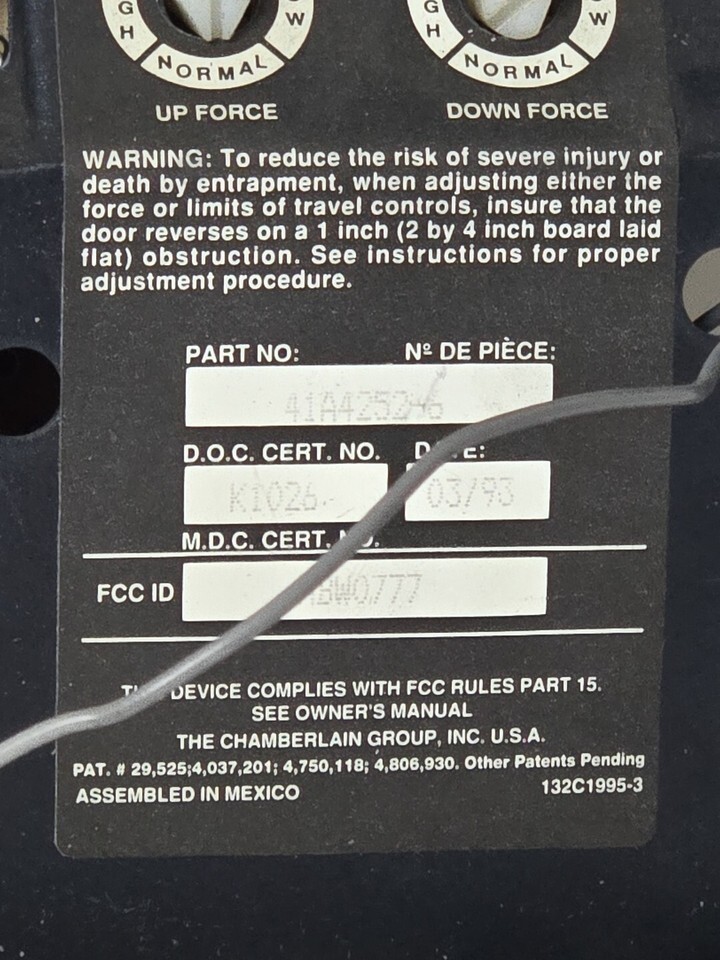 NORMAL NORMAL
UP FORCE DOWN FORCE
WARNING: To reduce the risk of severe injury or
death by entrapment, when adjusting either the
force or limits of travel controls, insure that the
door reverses on a 1 inch (2 by 4 inch board laid
flat) obstruction. See instructions for proper
adjustment procedure.
PART NO: Nº DE PIÈCE:
41A4252-6
D.O.C. CERT. NO.
K1026 03/93
M.D.C. CERT.
FCC ID
DEVICE COMPLIES WITH FCC RULES PART 15.
SEE OWNER'S MANUAL
THE CHAMBERLAIN GROUP, INC. U.S.A.
PAT. # 29,525;4,037,201; 4,750,118; 4,806,930. Other Patents Pending
ASSEMBLED IN MEXICO 132C1995-3